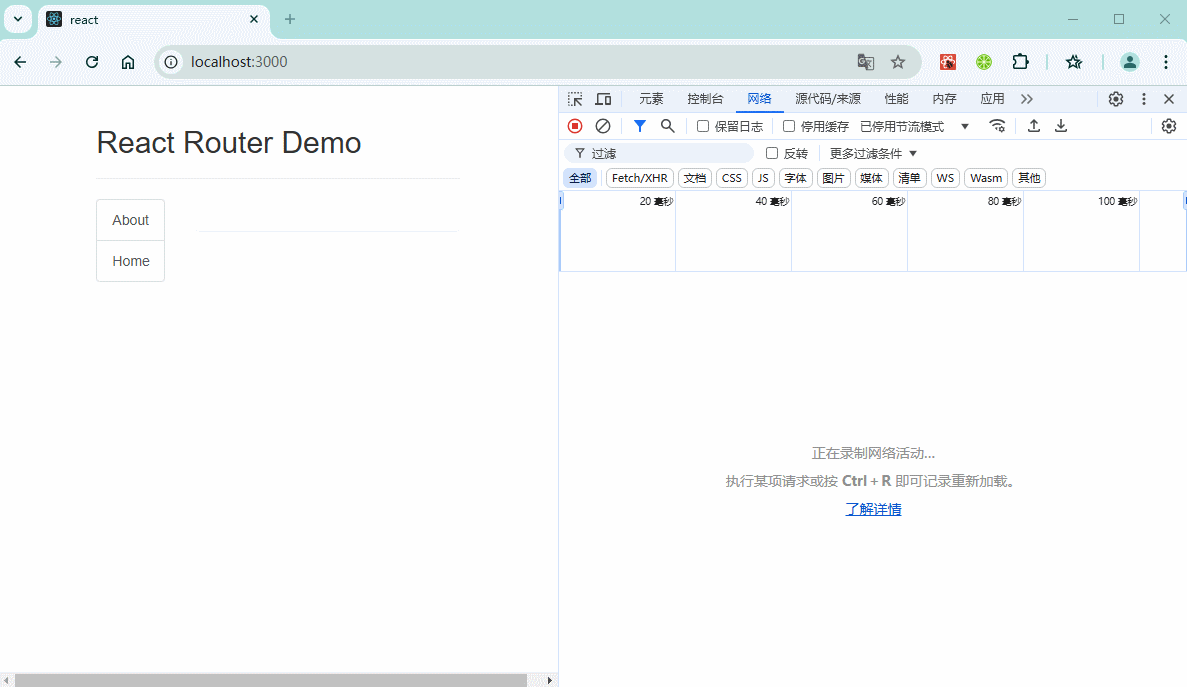 react
localhost:3000
React Router Demo
About
Home
元素 控制台 网络 源代码/来源 性能 内存 应用
保留日志 停用缓存 已停用节流模式
过滤 反转 更多过滤条件
全部 Fetch/XHR 文档 CSS JS 字体 图片 媒体 清单 WS Wasm 其他
20 毫秒 40 毫秒 60 毫秒 80 毫秒 100 毫秒
正在录制网络活动...
执行某项请求或按 Ctrl + R 即可记录重新加载。
了解详情